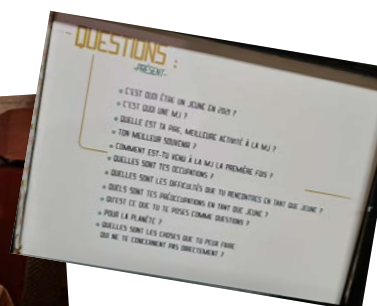 QUESTIONS :
-PRÉSENT-
C'EST QUOI ÊTRE UN JEUNE EN 2021 ?
C'EST QUOI UNE MJ ?
QUELLE EST TA PIRE, MEILLEURE ACTIVITÉ À LA MJ ?
TON MEILLEUR SOUVENIR ?
COMMENT EST-TU VENU À LA MJ LA PREMIÈRE FOIS ?
QUELLES SONT TES OCCUPATIONS ?
QUELLES SONT LES DIFFICULTÉS QUE TU RENCONTRES EN TANT QUE JEUNE ?
QUELS SONT TES PRÉOCCUPATIONS EN TANT QUE JEUNE ?
QU'EST CE QUE TU TE POSES COMME QUESTIONS ?
POUR LA PLANÈTE ?
QUELLES SONT LES CHOSES QUE TU PEUX FAIRE
QUI NE TE CONCERNENT PAS DIRECTEMENT ?